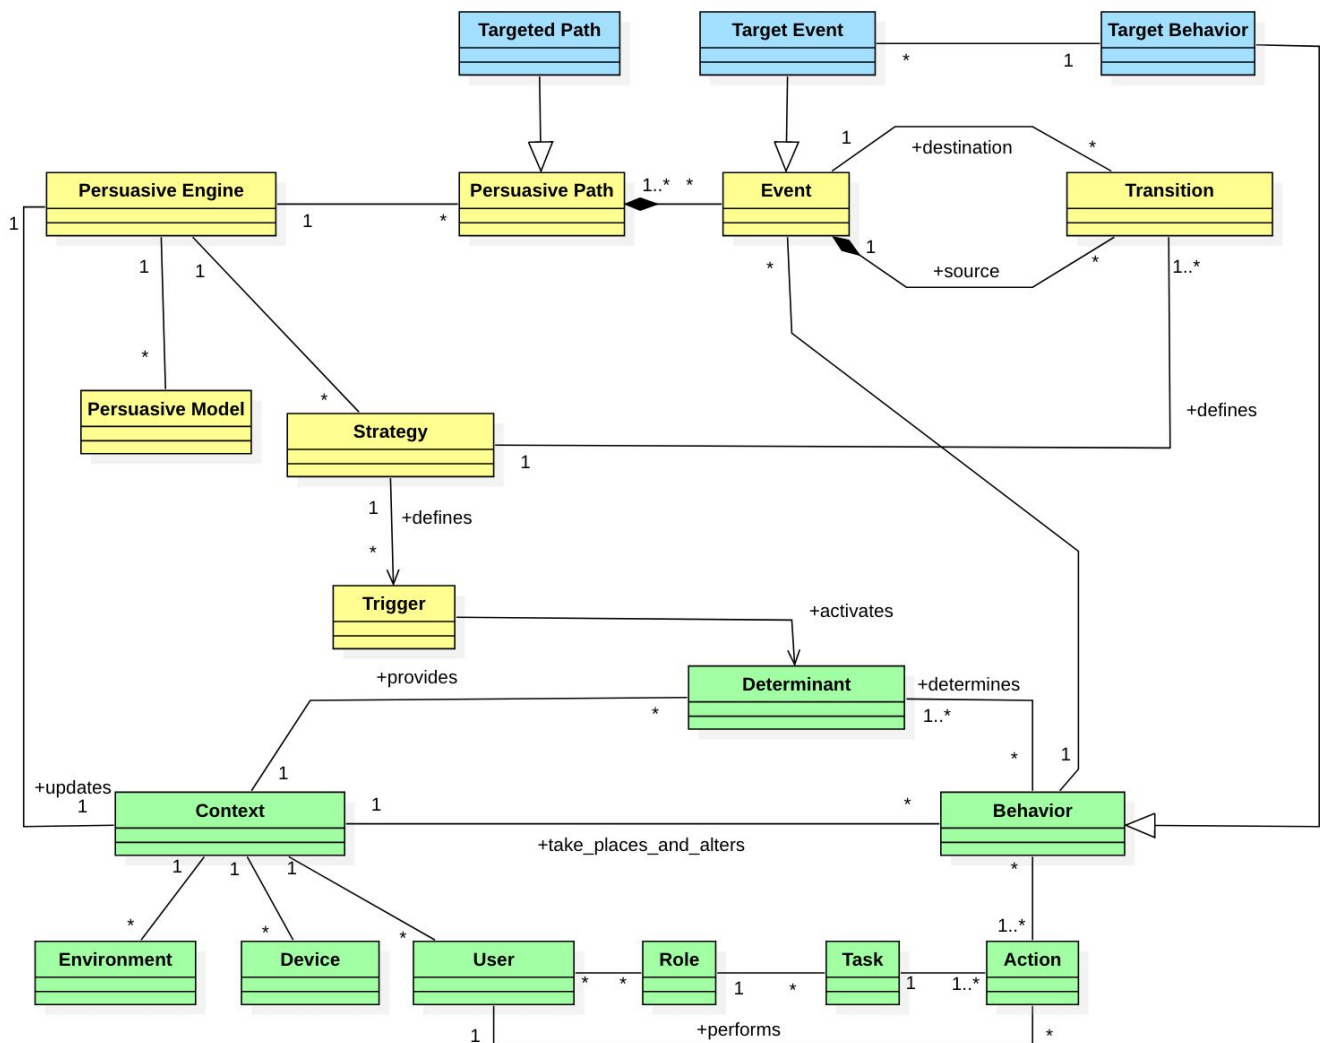 Targeted Path
Target Event
Target Behavior
*
1
1
+destination
*
Persuasive Engine
Persuasive Path
1..*
*
Event
Transition
1
1
*
1
+source
*
1..*
*
1
1
*
*
Persuasive Model
Strategy
1
+defines
1
+defines
*
Trigger
+activates
+provides
Determinant
+determines
*
1..*
1
*
1
+updates
1
Context
1
*
Behavior
+take_places_and_alters
1
1
1
*
*
*
*
1..*
Environment
Device
User
Role
Task
Action
*
*
1
*
1
1..*
1
+performs
*